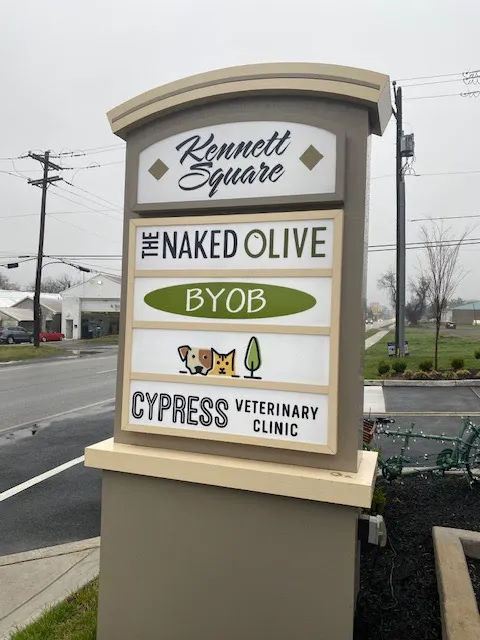 Kennett
Square
THE NAKED OLIVE
BYOB
CYPRESS VETERINARY
CLINIC